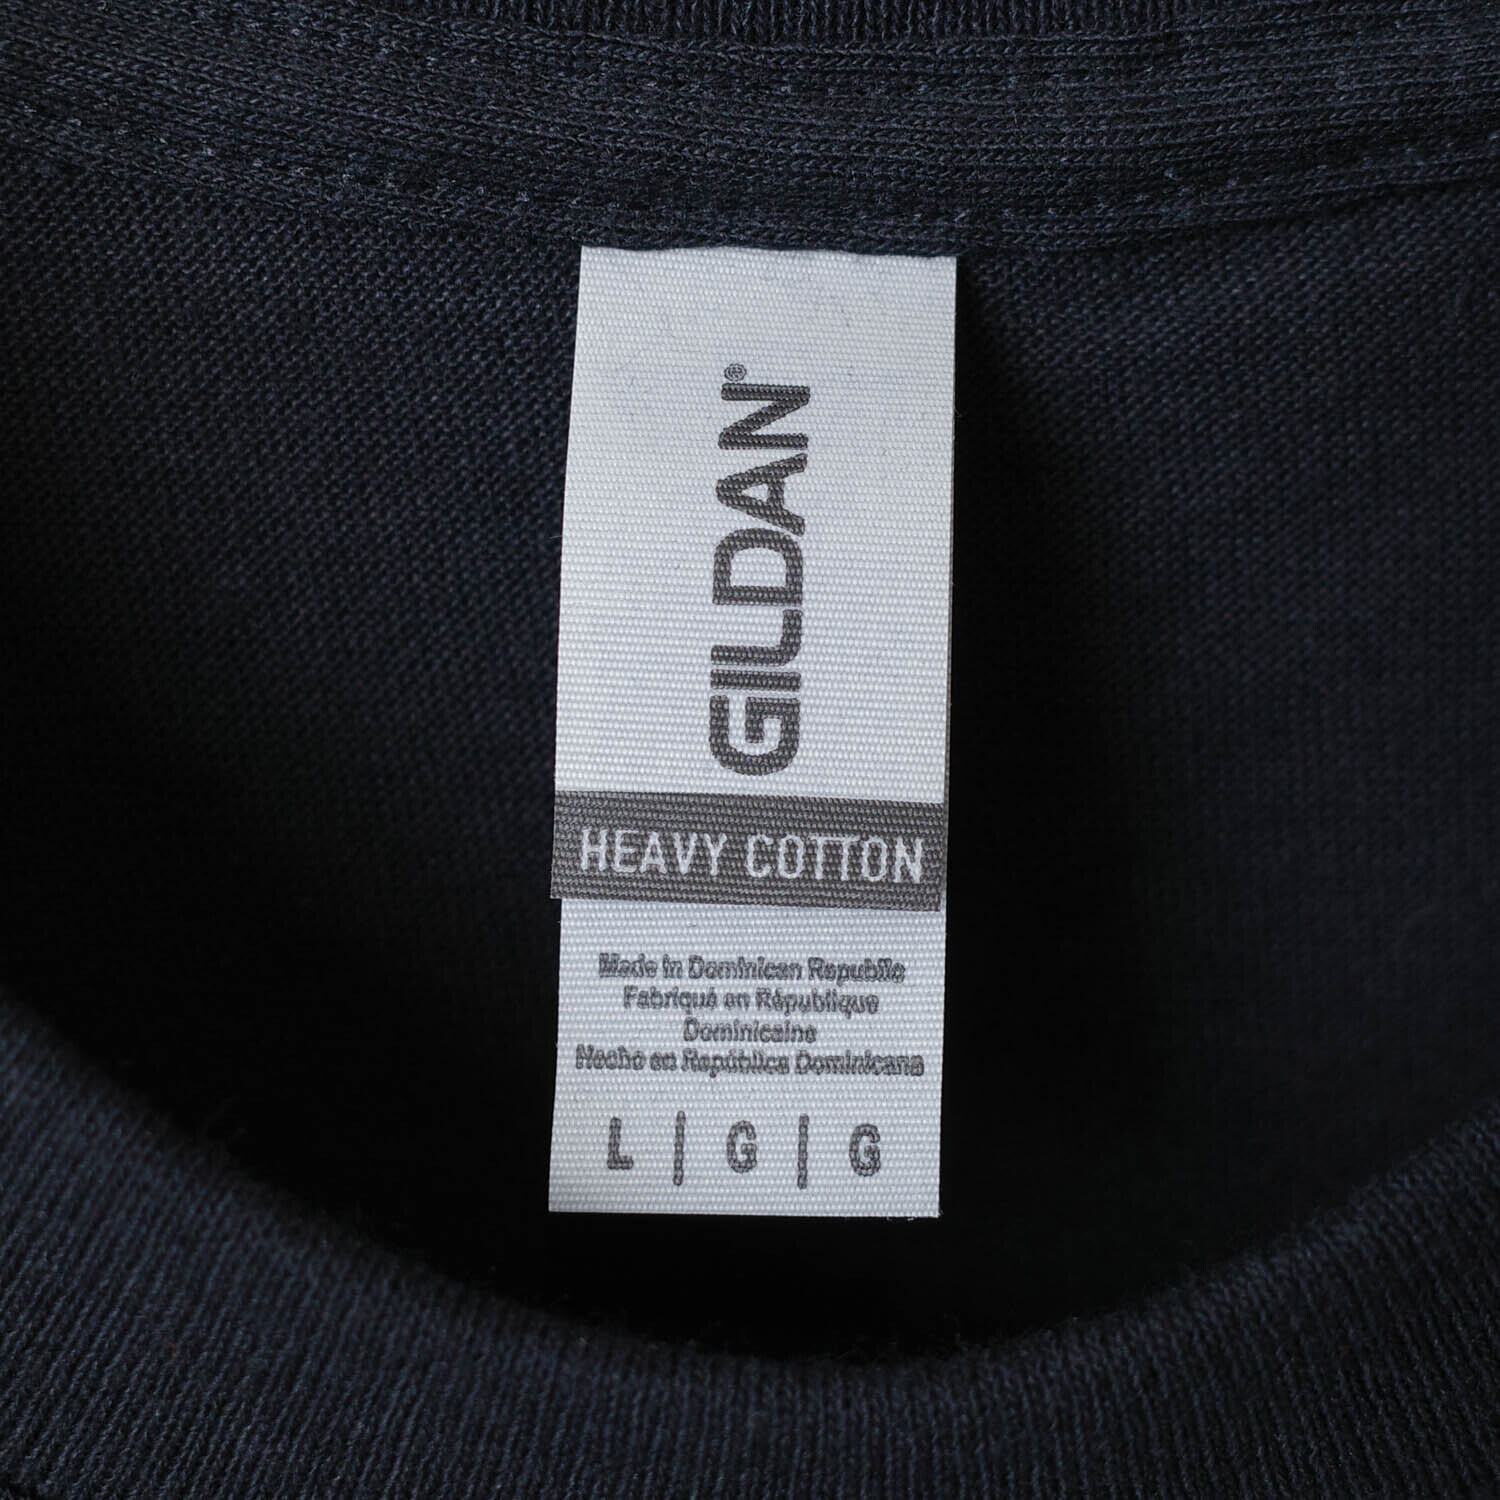 GILDAN®
HEAVY COTTON
Made in Dominican Republic
Fabriqué en République
Dominicaine
Hecho en República Dominicana
L | G | G